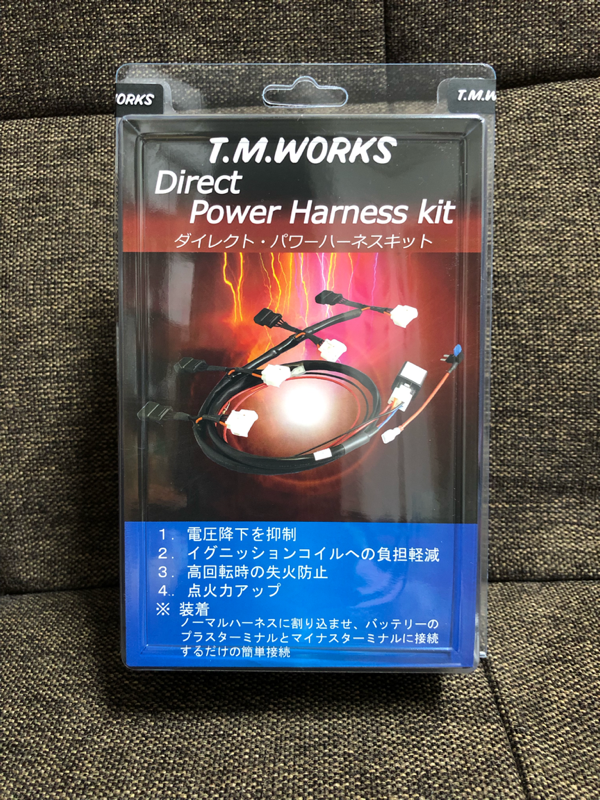 WORKS
T.M.W
T.M.WORKS
Direct
Power Harness kit
ダイレクト・パワーハーネスキット
1. 電圧降下を抑制
2. イグニッションコイルへの負担軽減
3. 高回転時の失火防止
4.. 点火力アップ
※ 装着
ノーマルハーネスに割り込ませ、バッテリーの
プラスターミナルとマイナスターミナルに接続
するだけの簡単接続